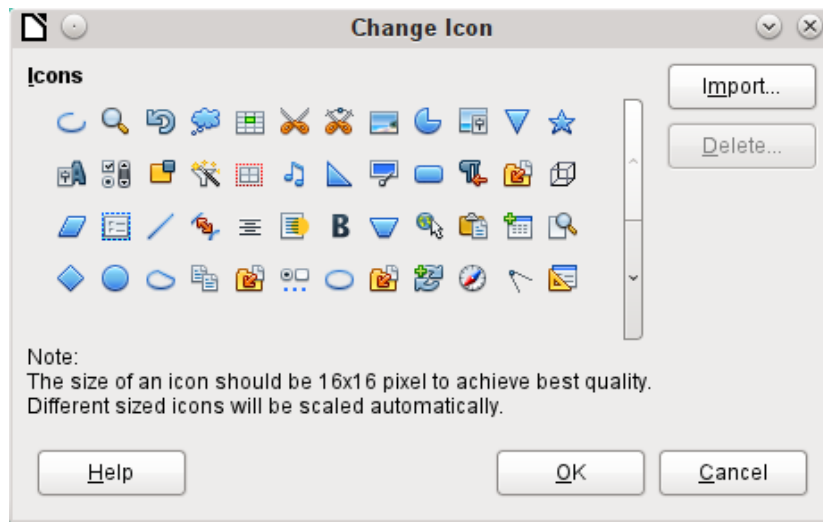 Change Icon
Icons
Import...
Delete...
Note:
The size of an icon should be 16x16 pixel to achieve best quality.
Different sized icons will be scaled automatically.
Help
OK
Cancel